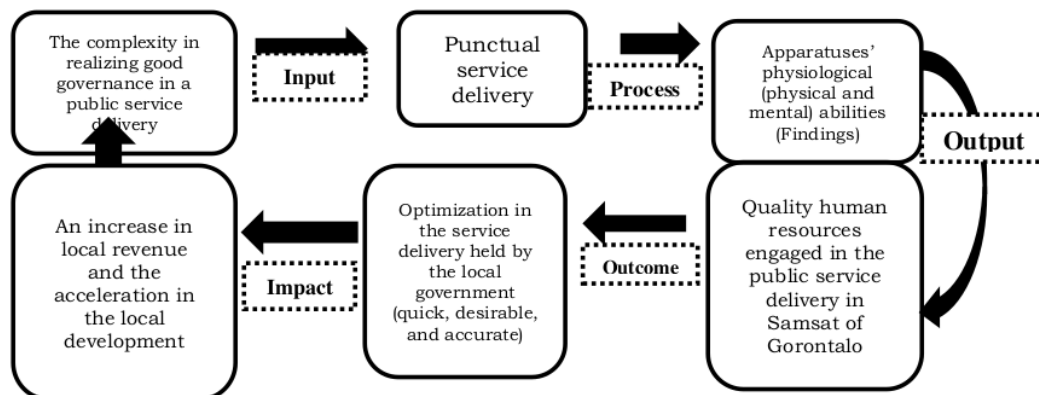 The complexity in
realizing good
governance in a
public service
delivery
Input
Punctual
service
delivery
Process
Apparatuses’
physiological
(physical and
mental) abilities
(Findings)
Output
Quality human
resources
engaged in the
public service
delivery in
Samsat of
Gorontalo
Outcome
Optimization in
the service
delivery held by
the local
government
(quick, desirable,
and accurate)
Impact
An increase in
local revenue
and the
acceleration in
the local
development